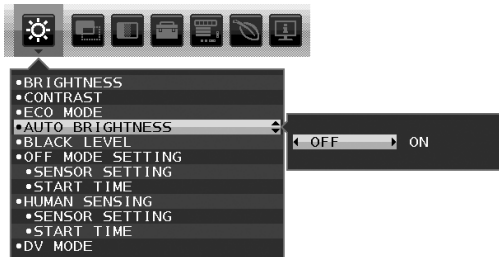 •BRIGHTNESS
•CONTRAST
•ECO MODE
•AUTO BRIGHTNESS
OFF ON
•BLACK LEVEL
•OFF MODE SETTING
•SENSOR SETTING
•START TIME
•HUMAN SENSING
•SENSOR SETTING
•START TIME
•DV MODE